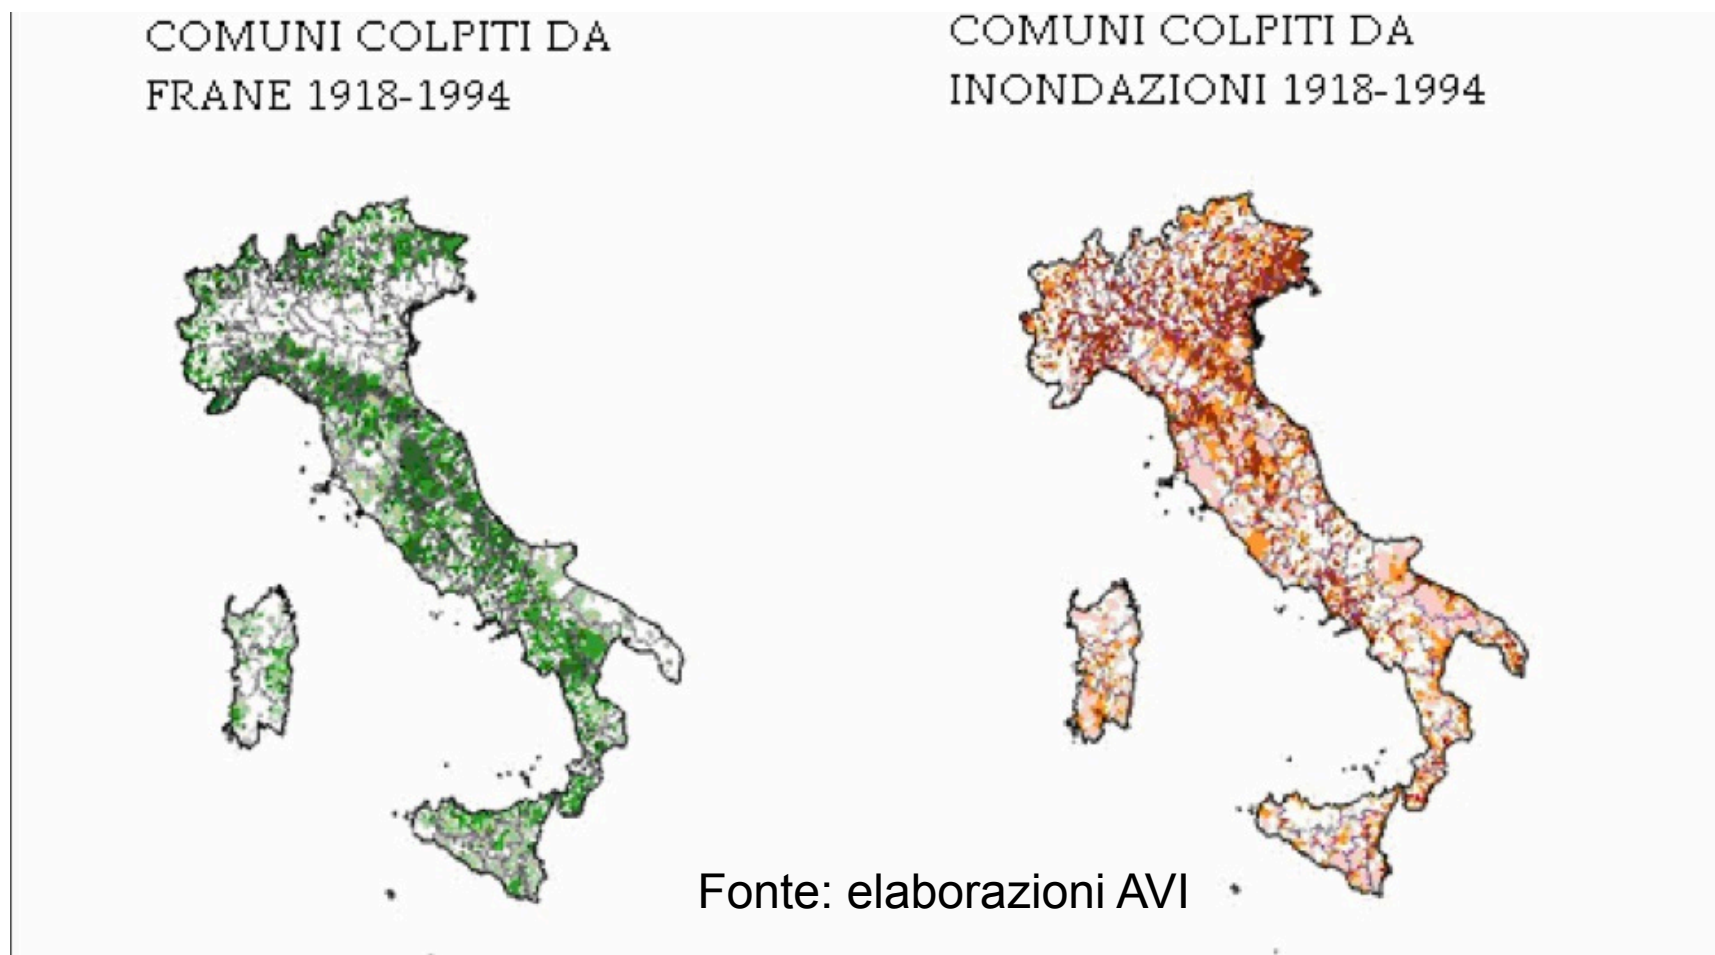 COMUNI COLPITI DA
FRANE 1918-1994
COMUNI COLPITI DA
INONDAZIONI 1918-1994
Fonte: elaborazioni AVI